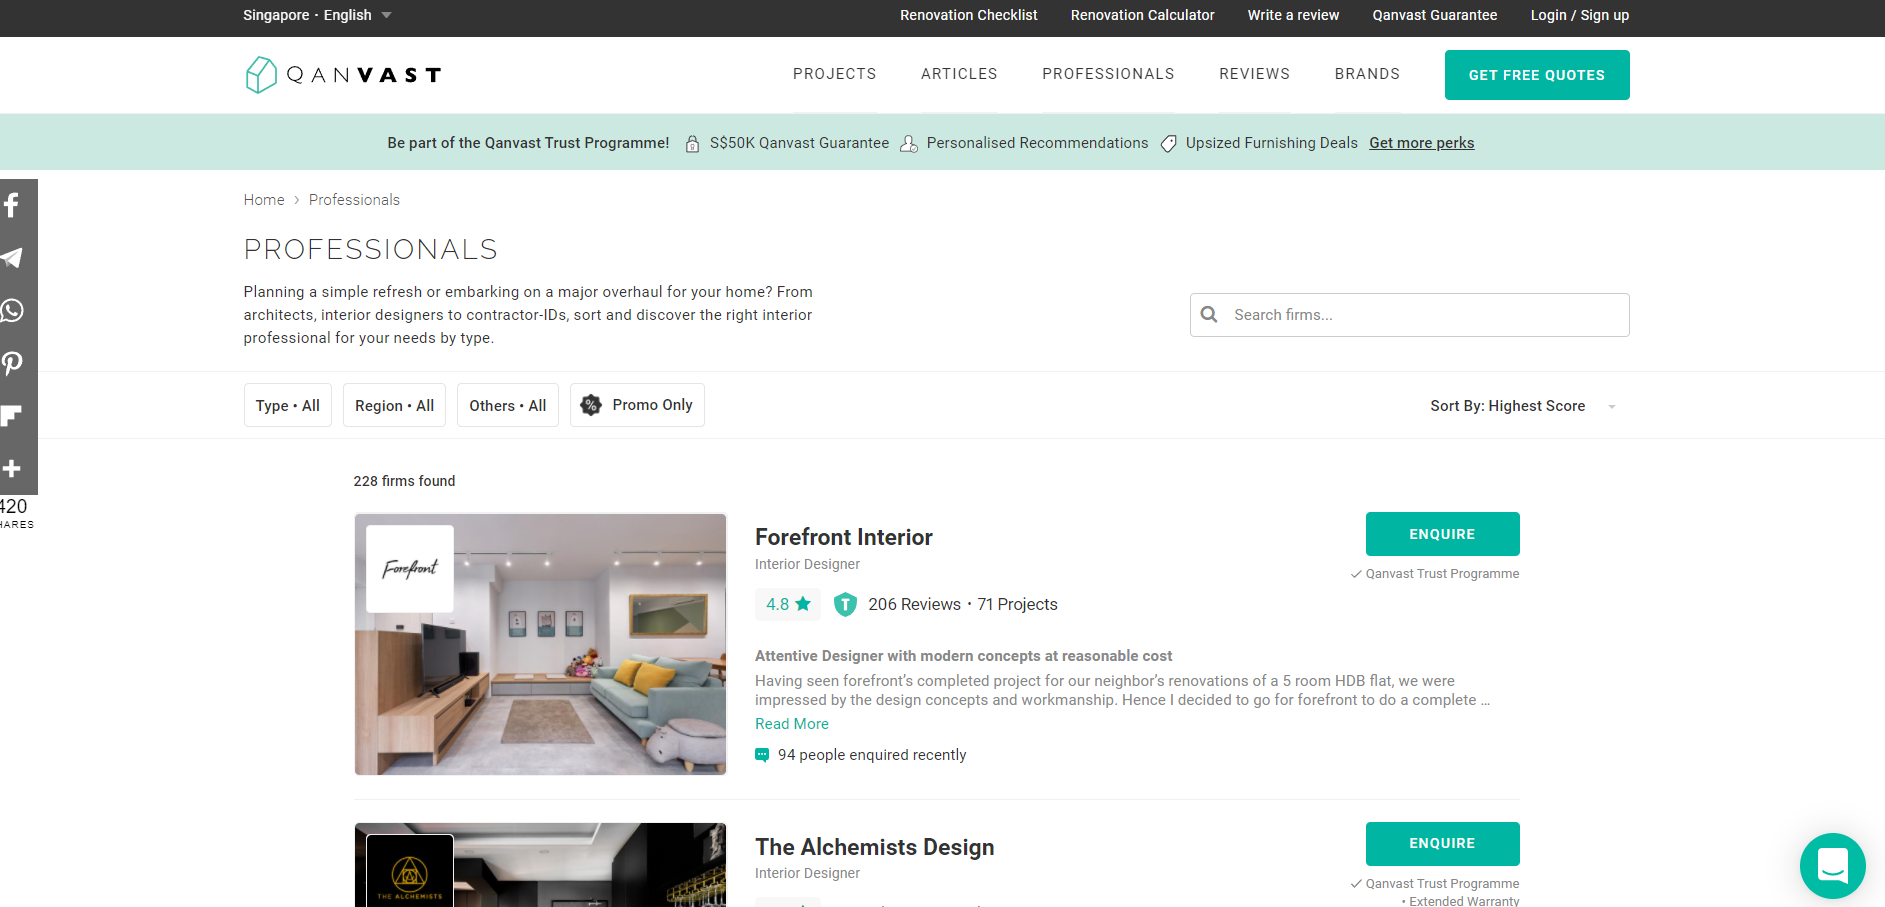 Singapore · English
Renovation Checklist
Renovation Calculator
Write a review
Qanvast Guarantee
Login / Sign up
QANVAST
PROJECTS
ARTICLES
PROFESSIONALS
REVIEWS
BRANDS
GET FREE QUOTES
Be part of the Qanvast Trust Programme! S$50K Qanvast Guarantee Personalised Recommendations Upsized Furnishing Deals Get more perks
Home > Professionals
PROFESSIONALS
Planning a simple refresh or embarking on a major overhaul for your home? From
architects, interior designers to contractor-IDs, sort and discover the right interior
professional for your needs by type.
Search firms...
Type • All
Region • All
Others • All
% Promo Only
Sort By: Highest Score
420
HARES
228 firms found
Forefront
Forefront Interior
Interior Designer
4.8
T
206 Reviews · 71 Projects
ENQUIRE
Qanvast Trust Programme
Attentive Designer with modern concepts at reasonable cost
Having seen forefront's completed project for our neighbor's renovations of a 5 room HDB flat, we were
impressed by the design concepts and workmanship. Hence I decided to go for forefront to do a complete ...
Read More
94 people enquired recently
THE ALCHEMISTS
The Alchemists Design
Interior Designer
ENQUIRE
Qanvast Trust Programme
• Extended Warranty